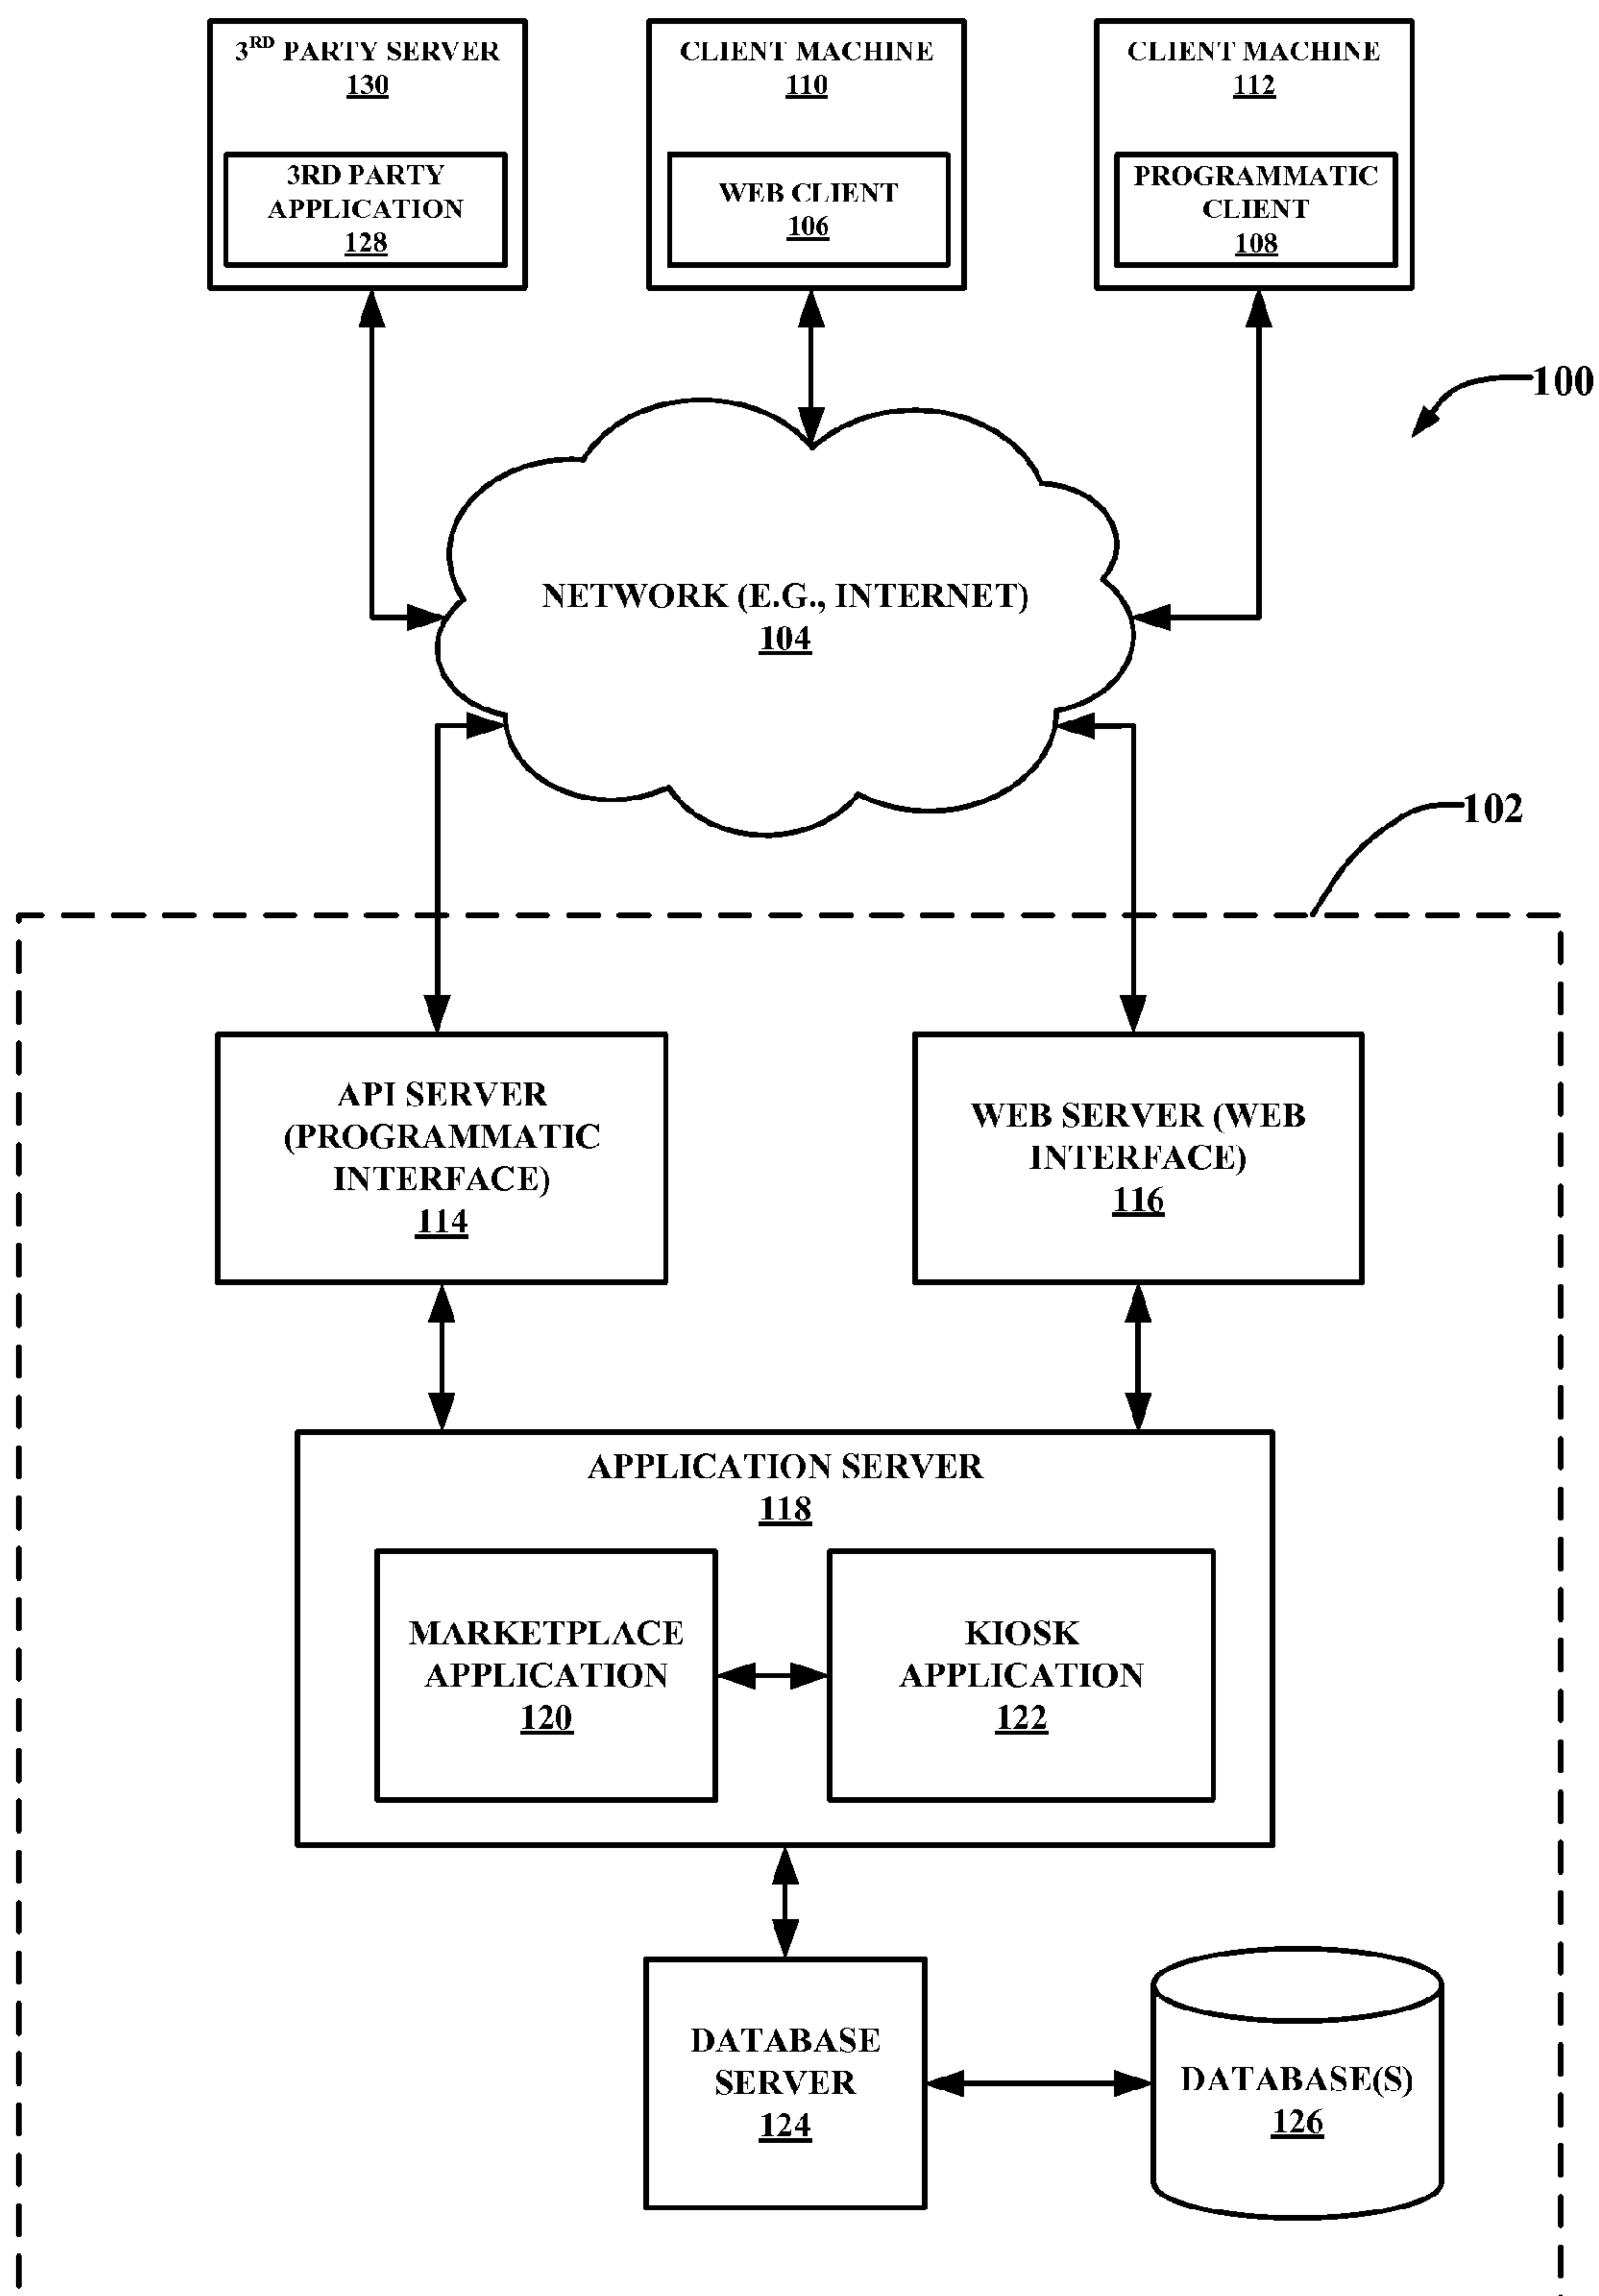 3RD PARTY SERVER
130
3RD PARTY
APPLICATION
128
CLIENT MACHINE
110
WEB CLIENT
106
CLIENT MACHINE
112
PROGRAMMATIC
CLIENT
108
100
NETWORK (E.G., INTERNET)
104
102
API SERVER
(PROGRAMMATIC
INTERFACE)
114
WEB SERVER (WEB
INTERFACE)
116
APPLICATION SERVER
118
MARKETPLACE
APPLICATION
120
KIOSK
APPLICATION
122
DATABASE
SERVER
124
DATABASE(S)
126